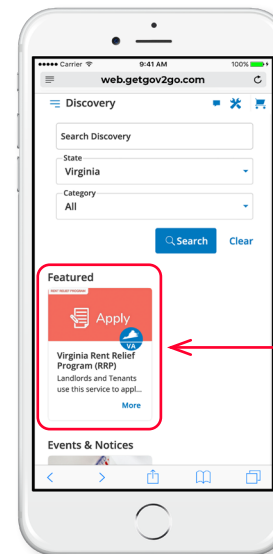 Carrier 9:41 AM 100%
web.getgov2go.com
Discovery
Search Discovery
State
Virginia
Category
All
Search Clear
Featured
RENT RELIEF PROGRAM
Apply
VA
Virginia Rent Relief
Program (RRP)
Landlords and Tenants
use this service to appl...
More
Events & Notices